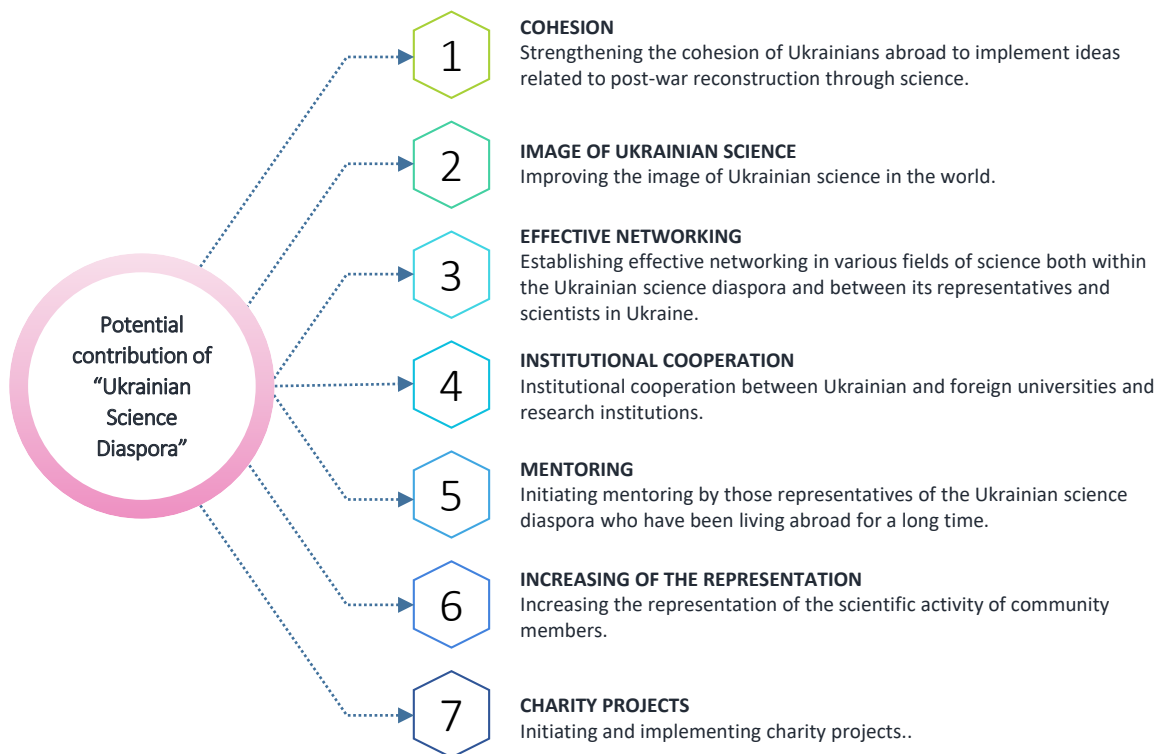 Potential
contribution of
“Ukrainian
Science
Diaspora”
1
COHESION
Strengthening the cohesion of Ukrainians abroad to implement ideas
related to post-war reconstruction through science.
2
IMAGE OF UKRAINIAN SCIENCE
Improving the image of Ukrainian science in the world.
3
EFFECTIVE NETWORKING
Establishing effective networking in various fields of science both within
the Ukrainian science diaspora and between its representatives and
scientists in Ukraine.
4
INSTITUTIONAL COOPERATION
Institutional cooperation between Ukrainian and foreign universities and
research institutions.
5
MENTORING
Initiating mentoring by those representatives of the Ukrainian science
diaspora who have been living abroad for a long time.
6
INCREASING OF THE REPRESENTATION
Increasing the representation of the scientific activity of community
members.
7
CHARITY PROJECTS
Initiating and implementing charity projects..